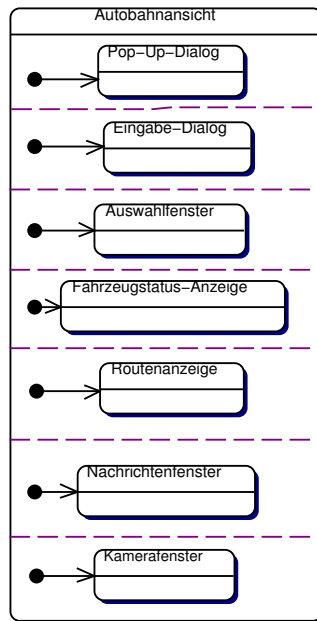 Autobahnansicht
Pop-Up-Dialog
Eingabe-Dialog
Auswahlfenster
Fahrzeugstatus-Anzeige
Routenanzeige
Nachrichtenfenster
Kamerafenster